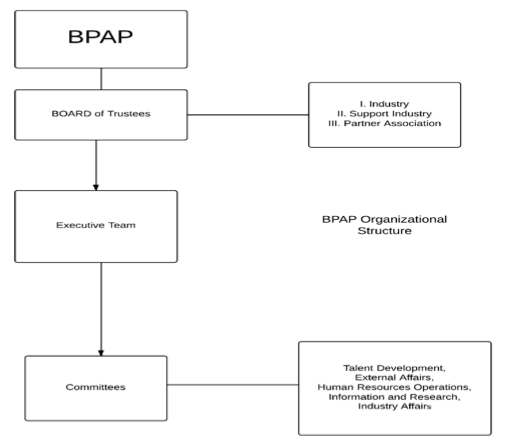 BPAP
BOARD of Trustees
I. Industry
II. Support Industry
III. Partner Association
Executive Team
BPAP Organizational
Structure
Committees
Talent Development,
External Affairs,
Human Resources Operations,
Information and Research,
Industry Affairs